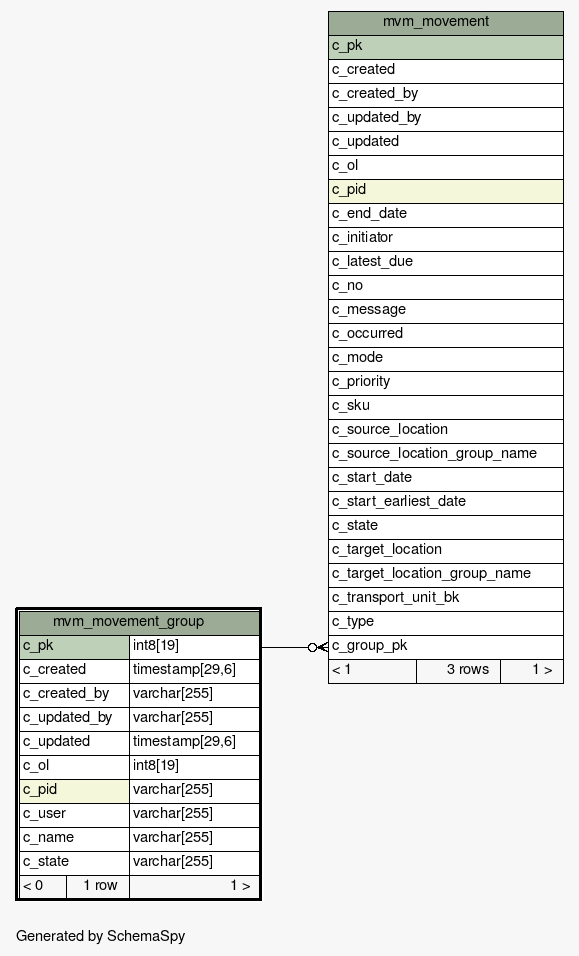 mvm_movement
c_pk
c_created
c_created_by
c_updated_by
c_updated
c_ol
c_pid
c_end_date
c_initiator
c_latest_due
c_no
c_message
c_occurred
c_mode
c_priority
c_sku
c_source_location
c_source_location_group_name
c_start_date
c_start_earliest_date
c_state
c_target_location
c_target_location_group_name
c_transport_unit_bk
c_type
c_group_pk
< 1 3 rows 1 >
mvm_movement_group
c_pk int8[19]
c_created timestamp[29,6]
c_created_by varchar[255]
c_updated_by varchar[255]
c_updated timestamp[29,6]
c_ol int8[19]
c_pid varchar[255]
c_user varchar[255]
c_name varchar[255]
c_state varchar[255]
< 0 1 row 1 >
Generated by SchemaSpy